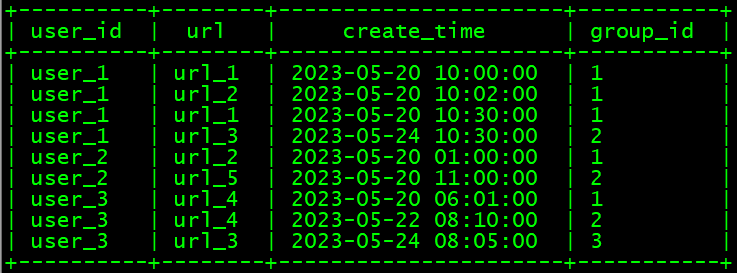 +----------+--------+----------------------+-----------+
| user_id | url | create_time | group_id |
+----------+--------+----------------------+-----------+
| user_1 | url_1 | 2023-05-20 10:00:00 | 1 |
| user_1 | url_2 | 2023-05-20 10:02:00 | 1 |
| user_1 | url_1 | 2023-05-20 10:30:00 | 1 |
| user_1 | url_3 | 2023-05-24 10:30:00 | 2 |
| user_2 | url_2 | 2023-05-20 01:00:00 | 1 |
| user_2 | url_5 | 2023-05-20 11:00:00 | 2 |
| user_3 | url_4 | 2023-05-20 06:01:00 | 1 |
| user_3 | url_4 | 2023-05-22 08:10:00 | 2 |
| user_3 | url_3 | 2023-05-24 08:05:00 | 3 |
+----------+--------+----------------------+-----------+